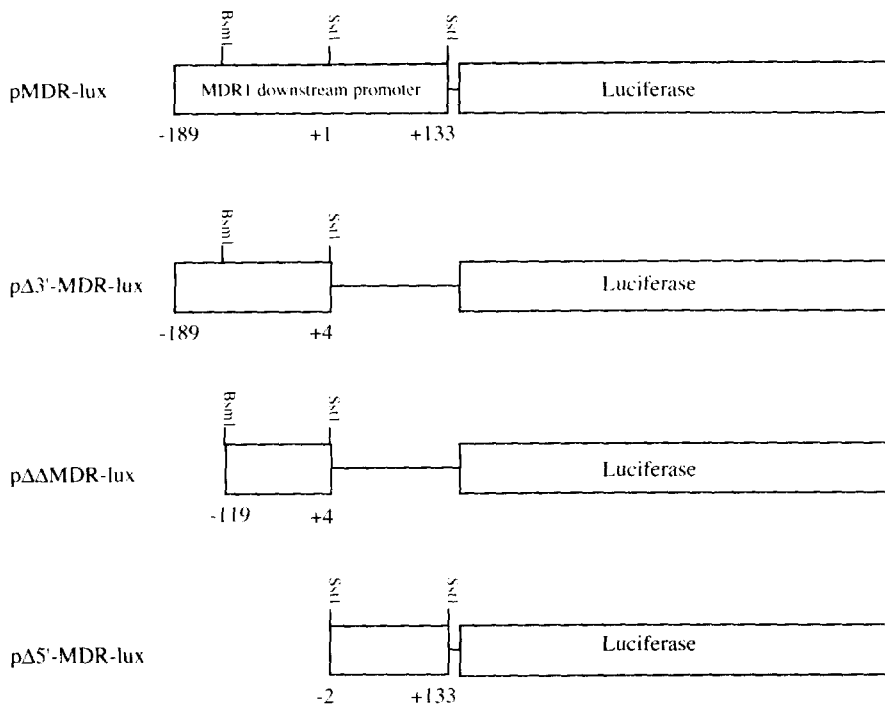 BsmI SstI SstI
pMDR-lux MDR1 downstream promoter Luciferase
-189 +1 +133
BsmI SstI
pΔ3'-MDR-lux Luciferase
-189 +4
BsmI SstI
pΔΔMDR-lux Luciferase
-119 +4
SstI SstI
pΔ5'-MDR-lux Luciferase
-2 +133